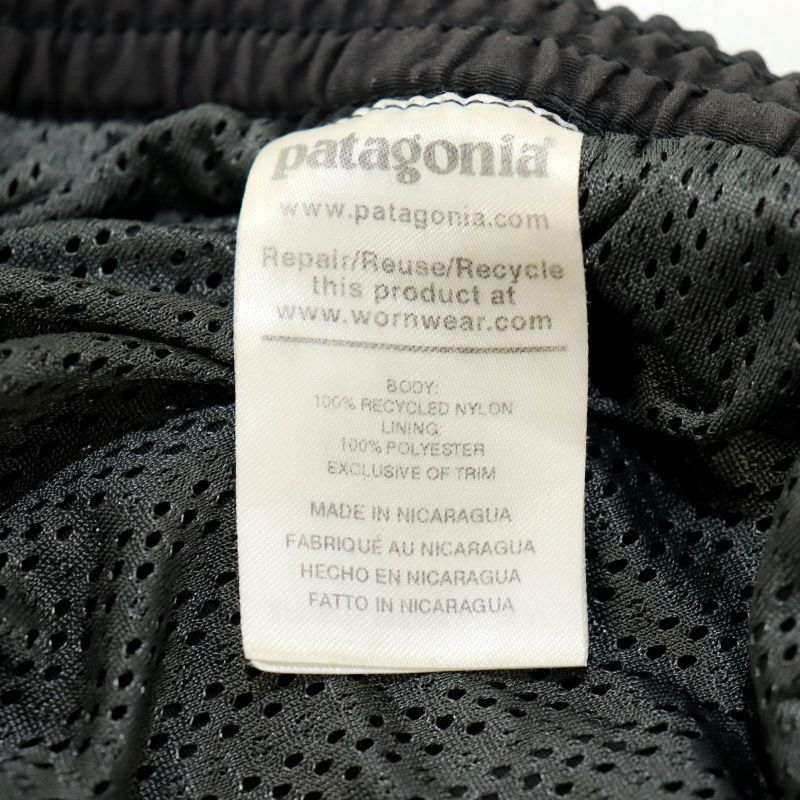 patagonia®
www.patagonia.com
Repair/Reuse/Recycle
this product at
www.wornwear.com
BODY:
100% RECYCLED NYLON
LINING:
100% POLYESTER
EXCLUSIVE OF TRIM
MADE IN NICARAGUA
FABRIQUÉ AU NICARAGUA
HECHO EN NICARAGUA
FATTO IN NICARAGUA